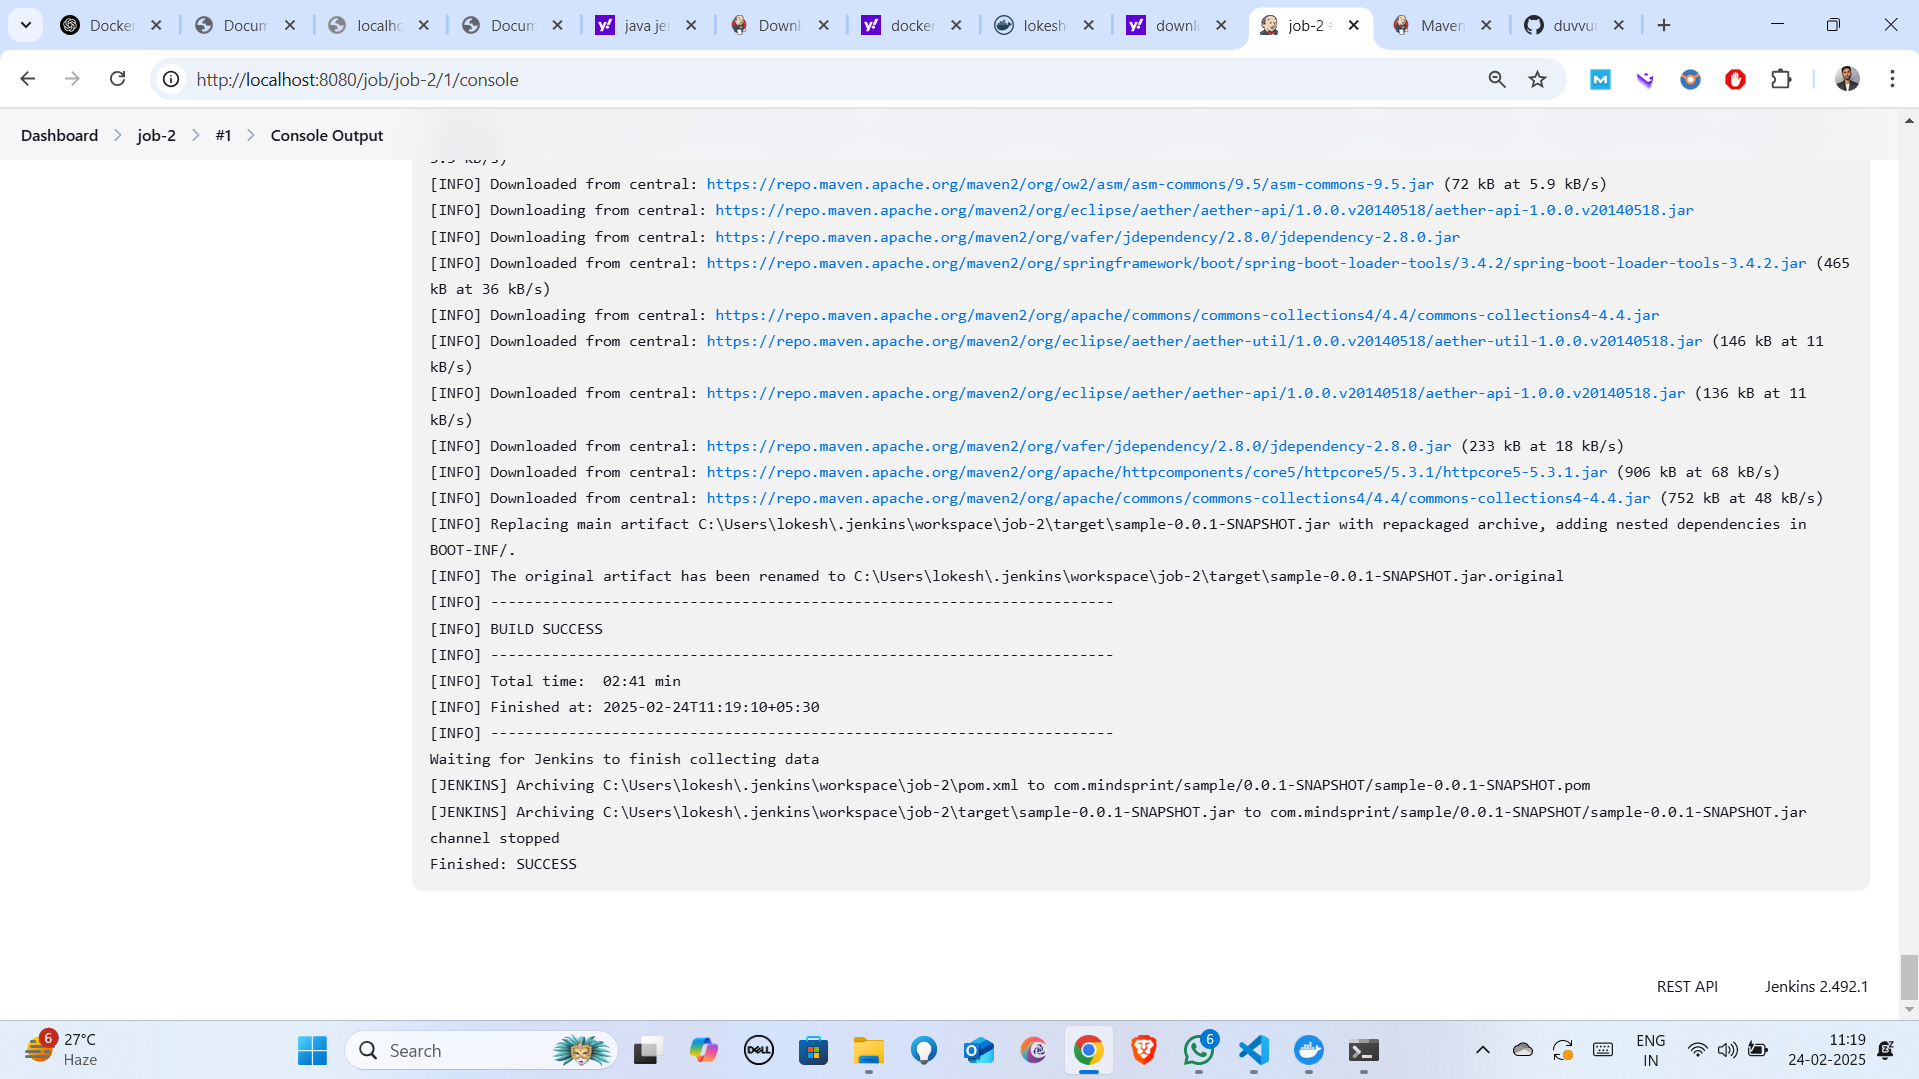 Docker
Docum
localho
Docum
java jen
Downl
docker
lokesh
downl
job-2 #
Maven
duvvur
http://localhost:8080/job/job-2/1/console
Dashboard
job-2
#1
Console Output
[INFO] Downloaded from central: https://repo.maven.apache.org/maven2/org/ow2/asm/asm-commons/9.5/asm-commons-9.5.jar (72 kB at 5.9 kB/s)
[INFO] Downloading from central: https://repo.maven.apache.org/maven2/org/eclipse/aether/aether-api/1.0.0.v20140518/aether-api-1.0.0.v20140518.jar
[INFO] Downloading from central: https://repo.maven.apache.org/maven2/org/vafer/jdependency/2.8.0/jdependency-2.8.0.jar
[INFO] Downloaded from central: https://repo.maven.apache.org/maven2/org/springframework/boot/spring-boot-loader-tools/3.4.2/spring-boot-loader-tools-3.4.2.jar (465
kB at 36 kB/s)
[INFO] Downloading from central: https://repo.maven.apache.org/maven2/org/apache/commons/commons-collections4/4.4/commons-collections4-4.4.jar
[INFO] Downloaded from central: https://repo.maven.apache.org/maven2/org/eclipse/aether/aether-util/1.0.0.v20140518/aether-util-1.0.0.v20140518.jar (146 kB at 11
kB/s)
[INFO] Downloaded from central: https://repo.maven.apache.org/maven2/org/eclipse/aether/aether-api/1.0.0.v20140518/aether-api-1.0.0.v20140518.jar (136 kB at 11
kB/s)
[INFO] Downloaded from central: https://repo.maven.apache.org/maven2/org/vafer/jdependency/2.8.0/jdependency-2.8.0.jar (233 kB at 18 kB/s)
[INFO] Downloaded from central: https://repo.maven.apache.org/maven2/org/apache/httpcomponents/core5/httpcore5/5.3.1/httpcore5-5.3.1.jar (906 kB at 68 kB/s)
[INFO] Downloaded from central: https://repo.maven.apache.org/maven2/org/apache/commons/commons-collections4/4.4/commons-collections4-4.4.jar (752 kB at 48 kB/s)
[INFO] Replacing main artifact C:\Users\lokesh\.jenkins\workspace\job-2\target\sample-0.0.1-SNAPSHOT.jar with repackaged archive, adding nested dependencies in
BOOT-INF/.
[INFO] The original artifact has been renamed to C:\Users\lokesh\.jenkins\workspace\job-2\target\sample-0.0.1-SNAPSHOT.jar.original
[INFO] ------------------------------------------------------------------------
[INFO] BUILD SUCCESS
[INFO] ------------------------------------------------------------------------
[INFO] Total time:  02:41 min
[INFO] Finished at: 2025-02-24T11:19:10+05:30
[INFO] ------------------------------------------------------------------------
Waiting for Jenkins to finish collecting data
[JENKINS] Archiving C:\Users\lokesh\.jenkins\workspace\job-2\pom.xml to com.mindsprint/sample/0.0.1-SNAPSHOT/sample-0.0.1-SNAPSHOT.pom
[JENKINS] Archiving C:\Users\lokesh\.jenkins\workspace\job-2\target\sample-0.0.1-SNAPSHOT.jar to com.mindsprint/sample/0.0.1-SNAPSHOT/sample-0.0.1-SNAPSHOT.jar
channel stopped
Finished: SUCCESS
REST API
Jenkins 2.492.1
6
27°C
Haze
Search
DELL
6
ENG
IN
11:19
24-02-2025